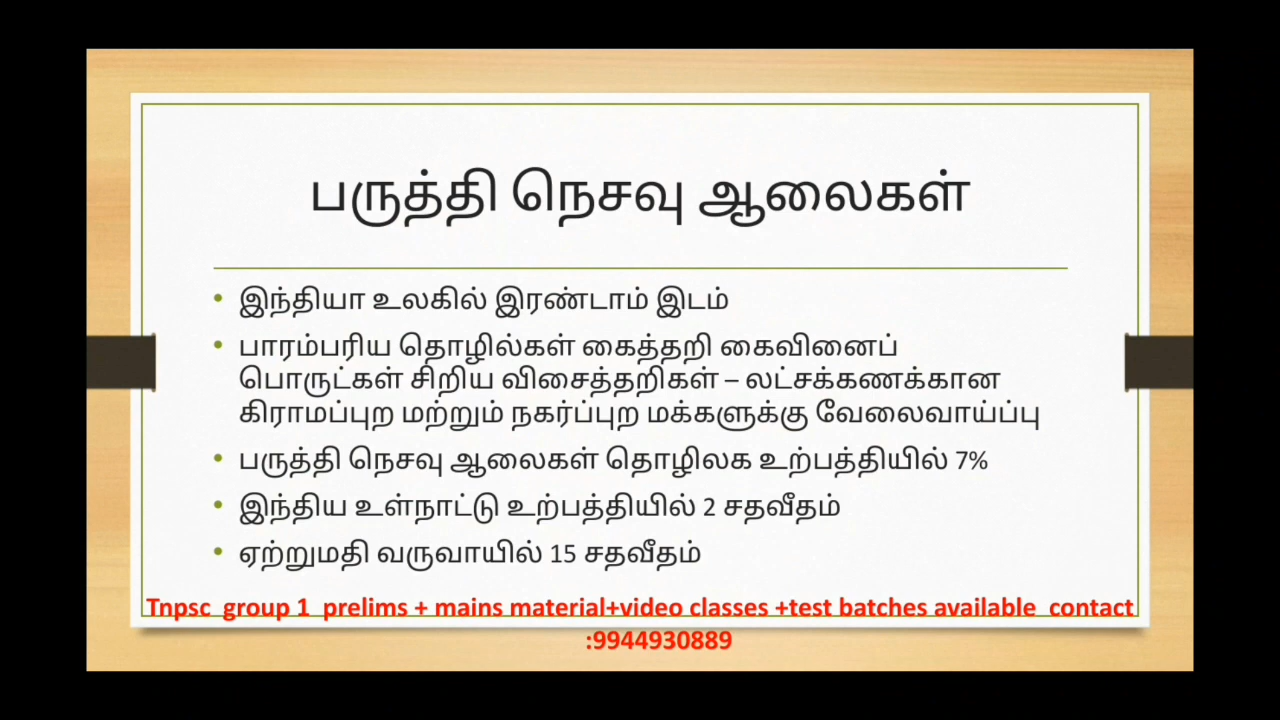 பருத்தி நெசவு ஆலைகள்
• இந்தியா உலகில் இரண்டாம் இடம்
• பாரம்பரிய தொழில்கள் கைத்தறி கைவினைப்
பொருட்கள் சிறிய விசைத்தறிகள் – லட்சக்கணக்கான
கிராமப்புற மற்றும் நகர்ப்புற மக்களுக்கு வேலைவாய்ப்பு
• பருத்தி நெசவு ஆலைகள் தொழிலக உற்பத்தியில் 7%
• இந்திய உள்நாட்டு உற்பத்தியில் 2 சதவீதம்
• ஏற்றுமதி வருவாயில் 15 சதவீதம்
Tnpsc group 1 prelims + mains material+video classes +test batches available contact
:9944930889